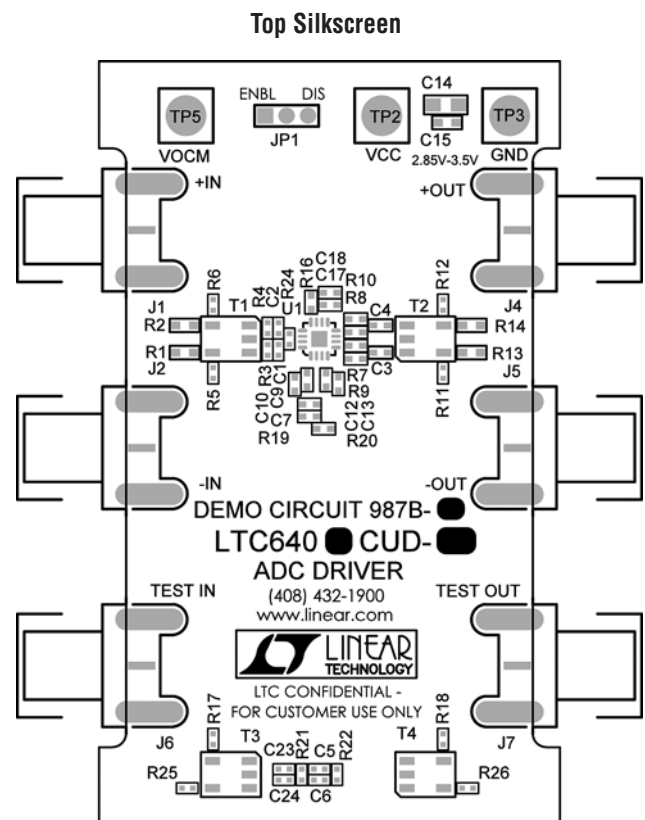 Top Silkscreen
C14
ENBL DIS
TP5
TP2
TP3
JP1
C15
VOCM
VCC
2.85V-3.5V
GND
+IN
+OUT
R6
R4
C2
R24
R16
C18
C17
R10
R8
R12
J1
T1
U1
C4
T2
J4
R2
R14
R1
R13
J2
R3
C1
C3
R7
J5
R5
C10
C9
R9
R11
C7
C12
C13
R19
R20
-IN
-OUT
DEMO CIRCUIT 987B-
LTC640 CUD-
ADC DRIVER
TEST IN
TEST OUT
(408) 432-1900
www.linear.com
LINEAR
TECHNOLOGY
LTC CONFIDENTIAL -
FOR CUSTOMER USE ONLY
R17
R18
J6
T3
T4
J7
C23
R21
C5
R22
R25
R26
C24
C6